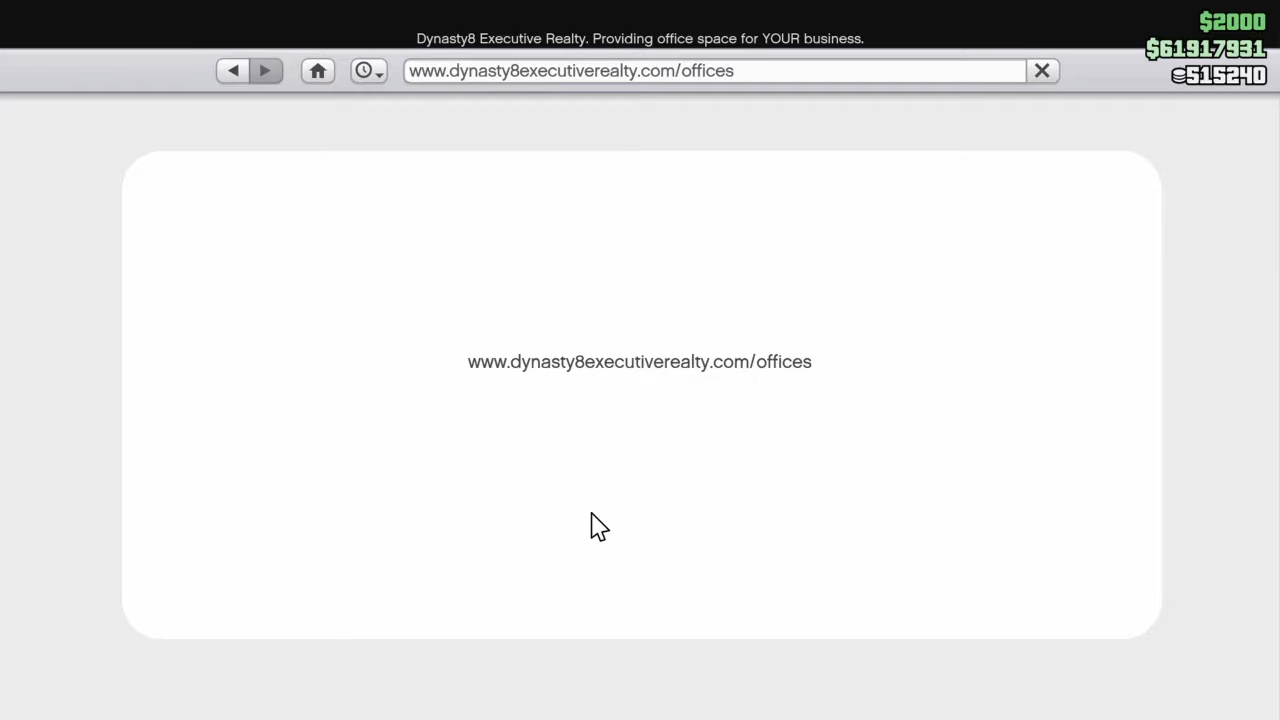 Dynasty8 Executive Realty. Providing office space for YOUR business.
$2000
$61917931
515240
www.dynasty8executiverealty.com/offices
www.dynasty8executiverealty.com/offices